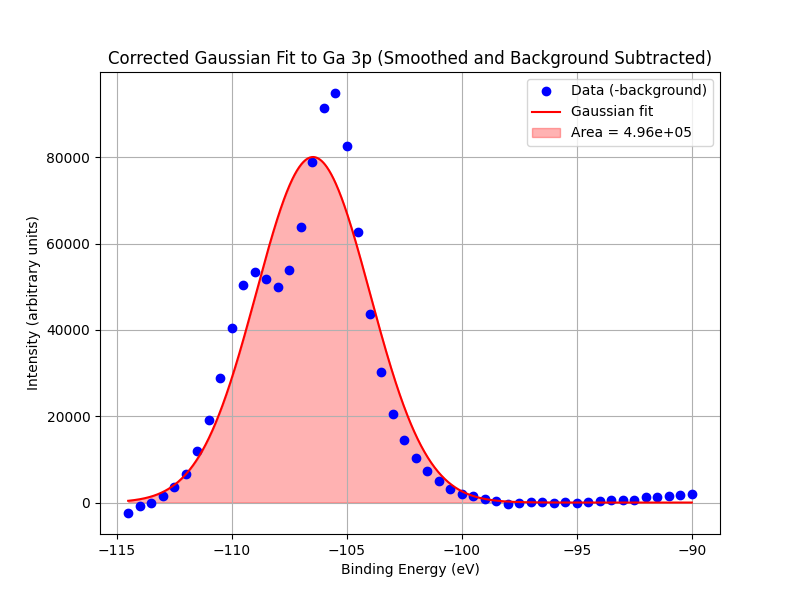 Corrected Gaussian Fit to Ga 3p (Smoothed and Background Subtracted)
Data (-background)
Gaussian fit
Area = 4.96e+05
80000
60000
40000
20000
0
Intensity (arbitrary units)
−115
−110
−105
−100
−95
−90
Binding Energy (eV)